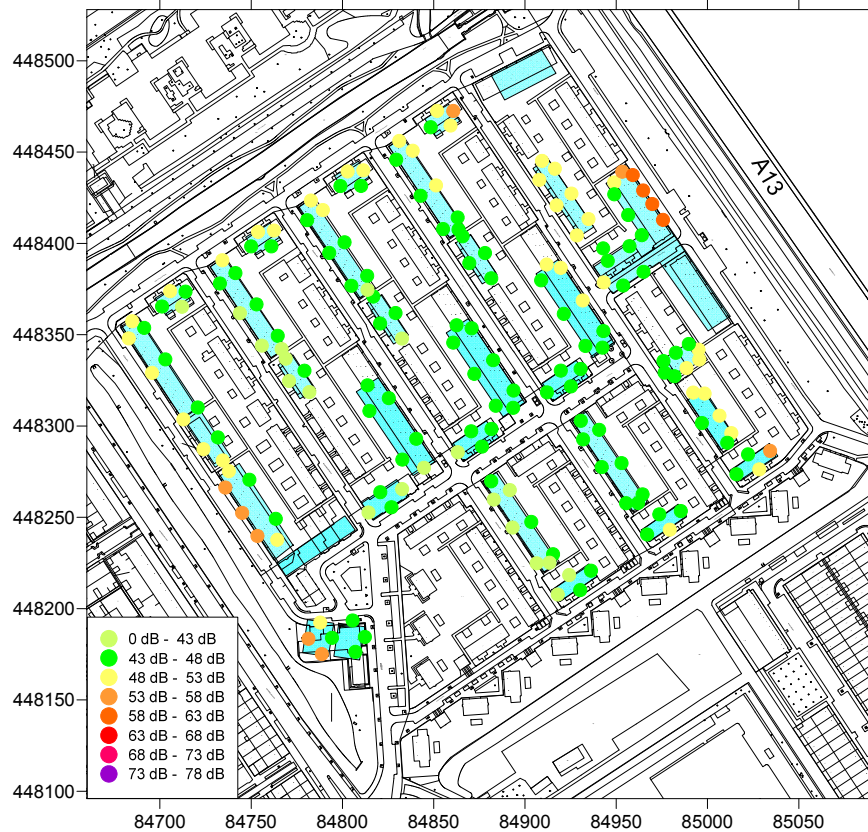 448500
448450
448400
448350
448300
448250
448200
448150
448100
A13
0 dB - 43 dB
43 dB - 48 dB
48 dB - 53 dB
53 dB - 58 dB
58 dB - 63 dB
63 dB - 68 dB
68 dB - 73 dB
73 dB - 78 dB
84700 84750 84800 84850 84900 84950 85000 85050